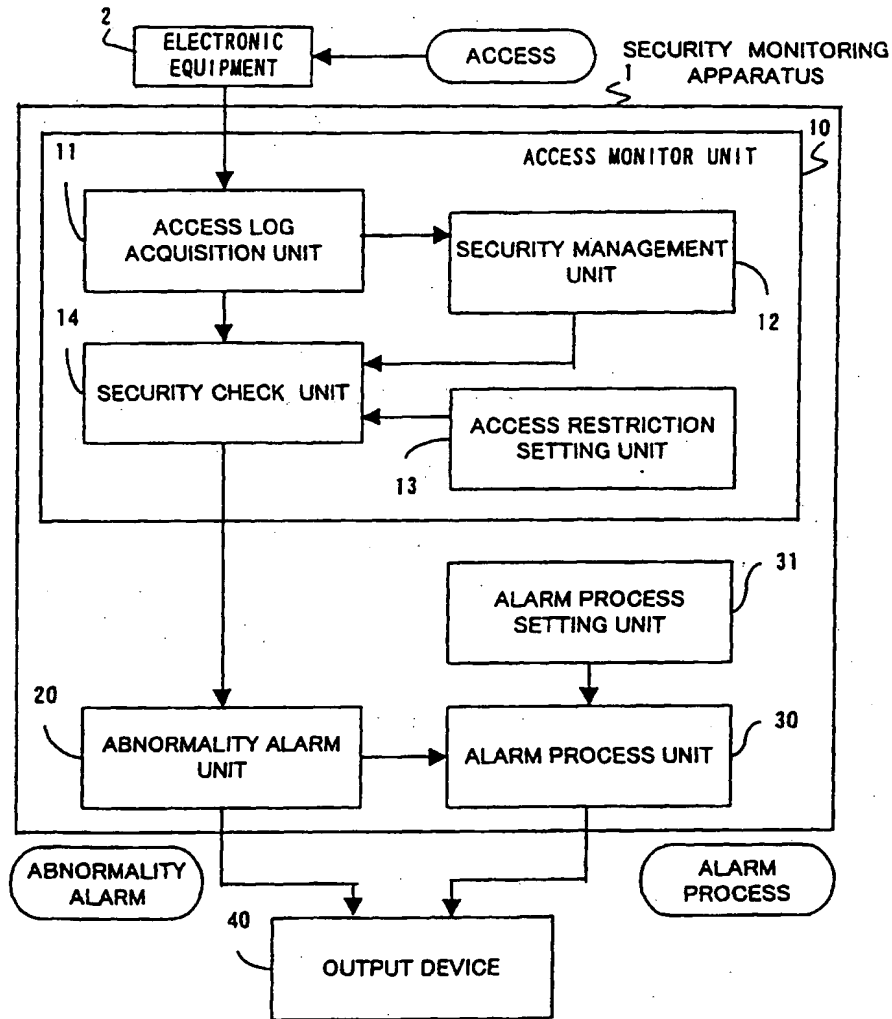 2
ELECTRONIC
EQUIPMENT
ACCESS
SECURITY MONITORING
APPARATUS
1
10
ACCESS MONITOR UNIT
11
ACCESS LOG
ACQUISITION UNIT
SECURITY MANAGEMENT
UNIT
12
14
SECURITY CHECK UNIT
ACCESS RESTRICTION
SETTING UNIT
13
31
ALARM PROCESS
SETTING UNIT
20
ABNORMALITY ALARM
UNIT
30
ALARM PROCESS UNIT
ABNORMALITY
ALARM
ALARM
PROCESS
40
OUTPUT DEVICE